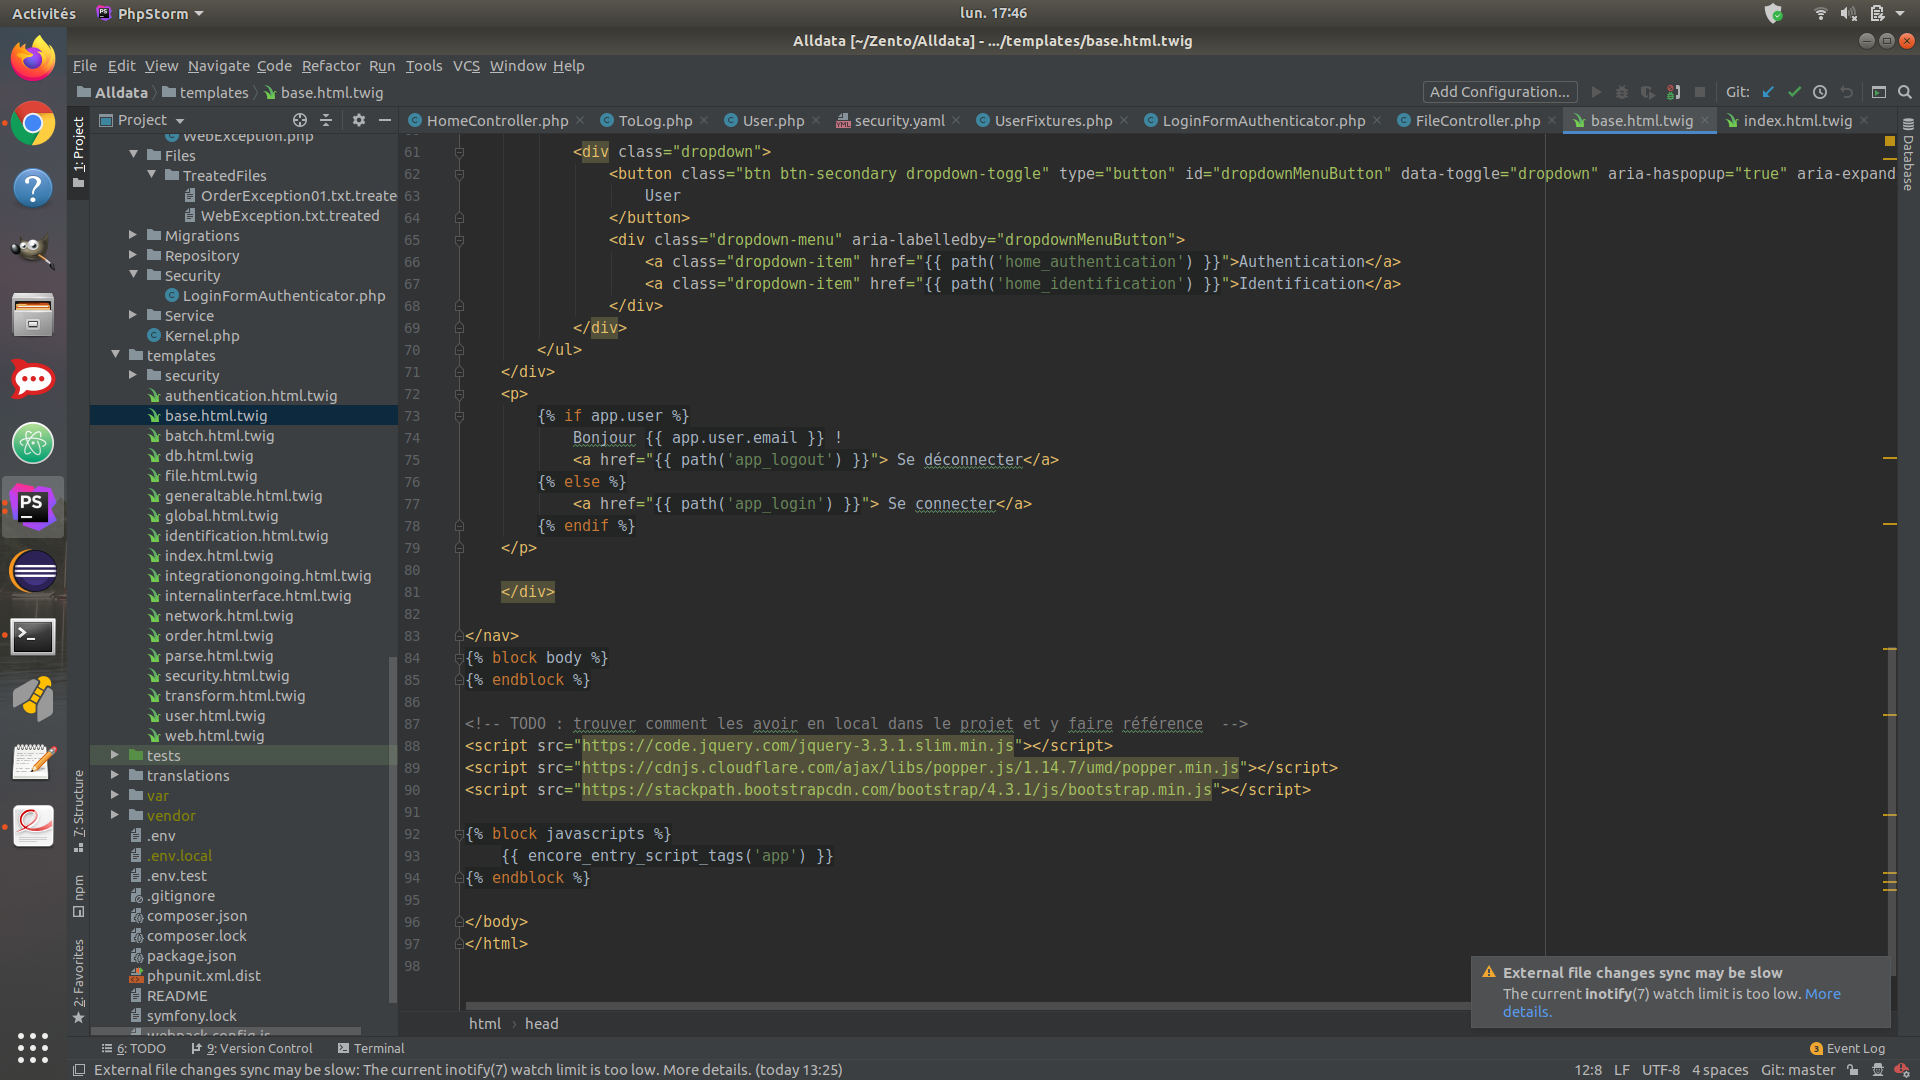 Activités PhpStorm lun. 17:46
Alldata [~/Zento/Alldata] - .../templates/base.html.twig
File Edit View Navigate Code Refactor Run Tools VCS Window Help
Alldata templates base.html.twig Add Configuration... Git:
Project HomeController.php ToLog.php User.php security.yaml UserFixtures.php LoginFormAuthenticator.php FileController.php base.html.twig index.html.twig
1: Project
7: Structure
npm
2: Favorites
Database
WebException.php
Files
TreatedFiles
OrderException01.txt.treate
WebException.txt.treated
Migrations
Repository
Security
LoginFormAuthenticator.php
Service
Kernel.php
templates
security
authentication.html.twig
base.html.twig
batch.html.twig
db.html.twig
file.html.twig
generaltable.html.twig
global.html.twig
identification.html.twig
index.html.twig
integrationongoing.html.twig
internalinterface.html.twig
network.html.twig
order.html.twig
parse.html.twig
security.html.twig
transform.html.twig
user.html.twig
web.html.twig
tests
translations
var
vendor
.env
.env.local
.env.test
.gitignore
composer.json
composer.lock
package.json
phpunit.xml.dist
README
symfony.lock
webpack.config.js
61 <div class="dropdown">
62 <button class="btn btn-secondary dropdown-toggle" type="button" id="dropdownMenuButton" data-toggle="dropdown" aria-haspopup="true" aria-expand
63 User
64 </button>
65 <div class="dropdown-menu" aria-labelledby="dropdownMenuButton">
66 <a class="dropdown-item" href="{{ path('home_authentication') }}">Authentication</a>
67 <a class="dropdown-item" href="{{ path('home_identification') }}">Identification</a>
68 </div>
69 </div>
70 </ul>
71 </div>
72 <p>
73 {% if app.user %}
74 Bonjour {{ app.user.email }} !
75 <a href="{{ path('app_logout') }}"> Se déconnecter</a>
76 {% else %}
77 <a href="{{ path('app_login') }}"> Se connecter</a>
78 {% endif %}
79 </p>
80
81 </div>
82
83 </nav>
84 {% block body %}
85 {% endblock %}
86
87 <!-- TODO : trouver comment les avoir en local dans le projet et y faire référence  -->
88 <script src="https://code.jquery.com/jquery-3.3.1.slim.min.js"></script>
89 <script src="https://cdnjs.cloudflare.com/ajax/libs/popper.js/1.14.7/umd/popper.min.js"></script>
90 <script src="https://stackpath.bootstrapcdn.com/bootstrap/4.3.1/js/bootstrap.min.js"></script>
91
92 {% block javascripts %}
93 {{ encore_entry_script_tags('app') }}
94 {% endblock %}
95
96 </body>
97 </html>
98
External file changes sync may be slow
The current inotify(7) watch limit is too low. More
details.
html head
6: TODO 9: Version Control Terminal 3 Event Log
External file changes sync may be slow: The current inotify(7) watch limit is too low. More details. (today 13:25) 12:8 LF UTF-8 4 spaces Git: master